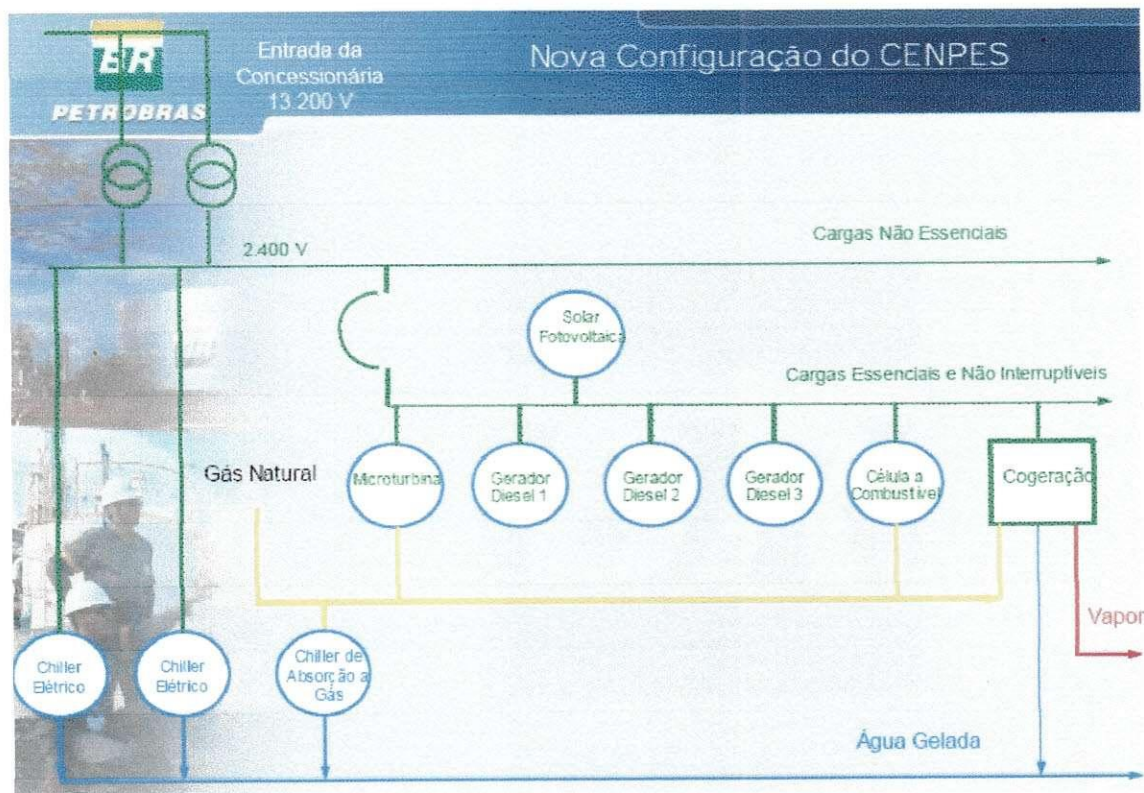 BR
PETROBRAS
Entrada da
Concessionária
13.200 V
Nova Configuração do CENPES
2.400 V
Cargas Não Essenciais
Solar
Fotovoltaica
Cargas Essenciais e Não Interruptíveis
Gás Natural
Microturbina
Gerador
Diesel 1
Gerador
Diesel 2
Gerador
Diesel 3
Célula a
Combustível
Cogeração
Vapor
Chiller
Elétrico
Chiller
Elétrico
Chiller de
Absorção a
Gás
Água Gelada